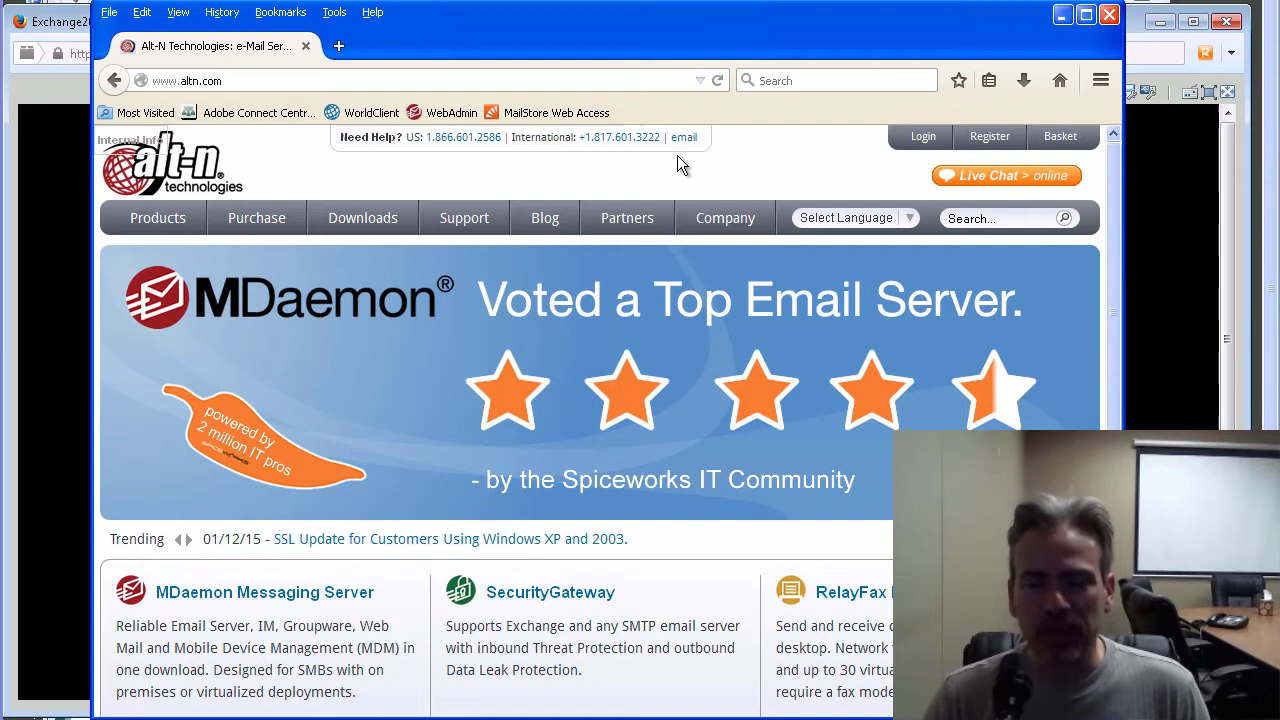 File Edit View History Bookmarks Tools Help
Exchange2
Alt-N Technologies: e-Mail Ser...
http
www.altn.com
Search
Most Visited Adobe Connect Centr... WorldClient WebAdmin MailStore Web Access
Internal Info
Need Help? US: 1.866.601.2586 | International: +1.817.601.3222 | email
Login Register Basket
alt-n
technologies
Live Chat > online
Products Purchase Downloads Support Blog Partners Company Select Language Search...
MDaemon® Voted a Top Email Server.
powered by
2 million IT pros
SPICEWORKS
- by the Spiceworks IT Community
Trending 01/12/15 - SSL Update for Customers Using Windows XP and 2003.
MDaemon Messaging Server
Reliable Email Server, IM, Groupware, Web
Mail and Mobile Device Management (MDM) in
one download. Designed for SMBs with on
premises or virtualized deployments.
SecurityGateway
Supports Exchange and any SMTP email server
with inbound Threat Protection and outbound
Data Leak Protection.
RelayFax
Send and receive
desktop. Network
and up to 30 virtua
require a fax mode